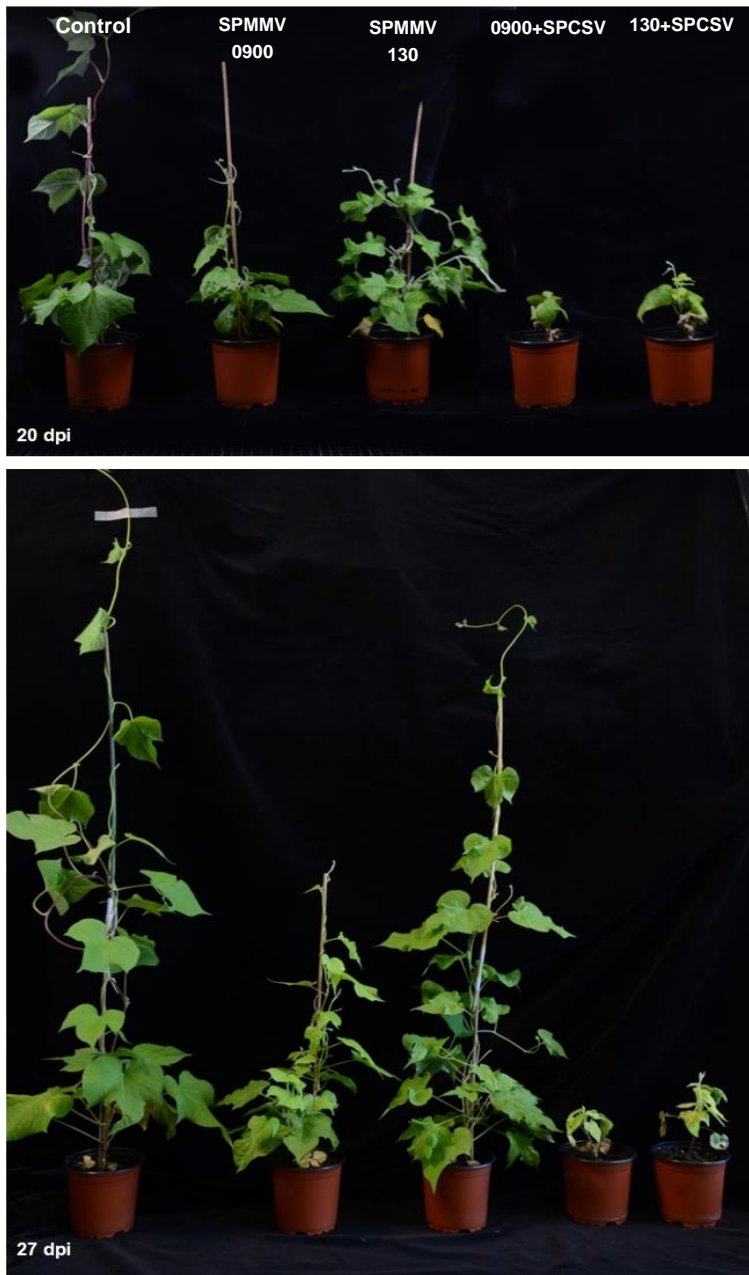 Control
SPMMV
0900
SPMMV
130
0900+SPCSV
130+SPCSV
20 dpi
27 dpi